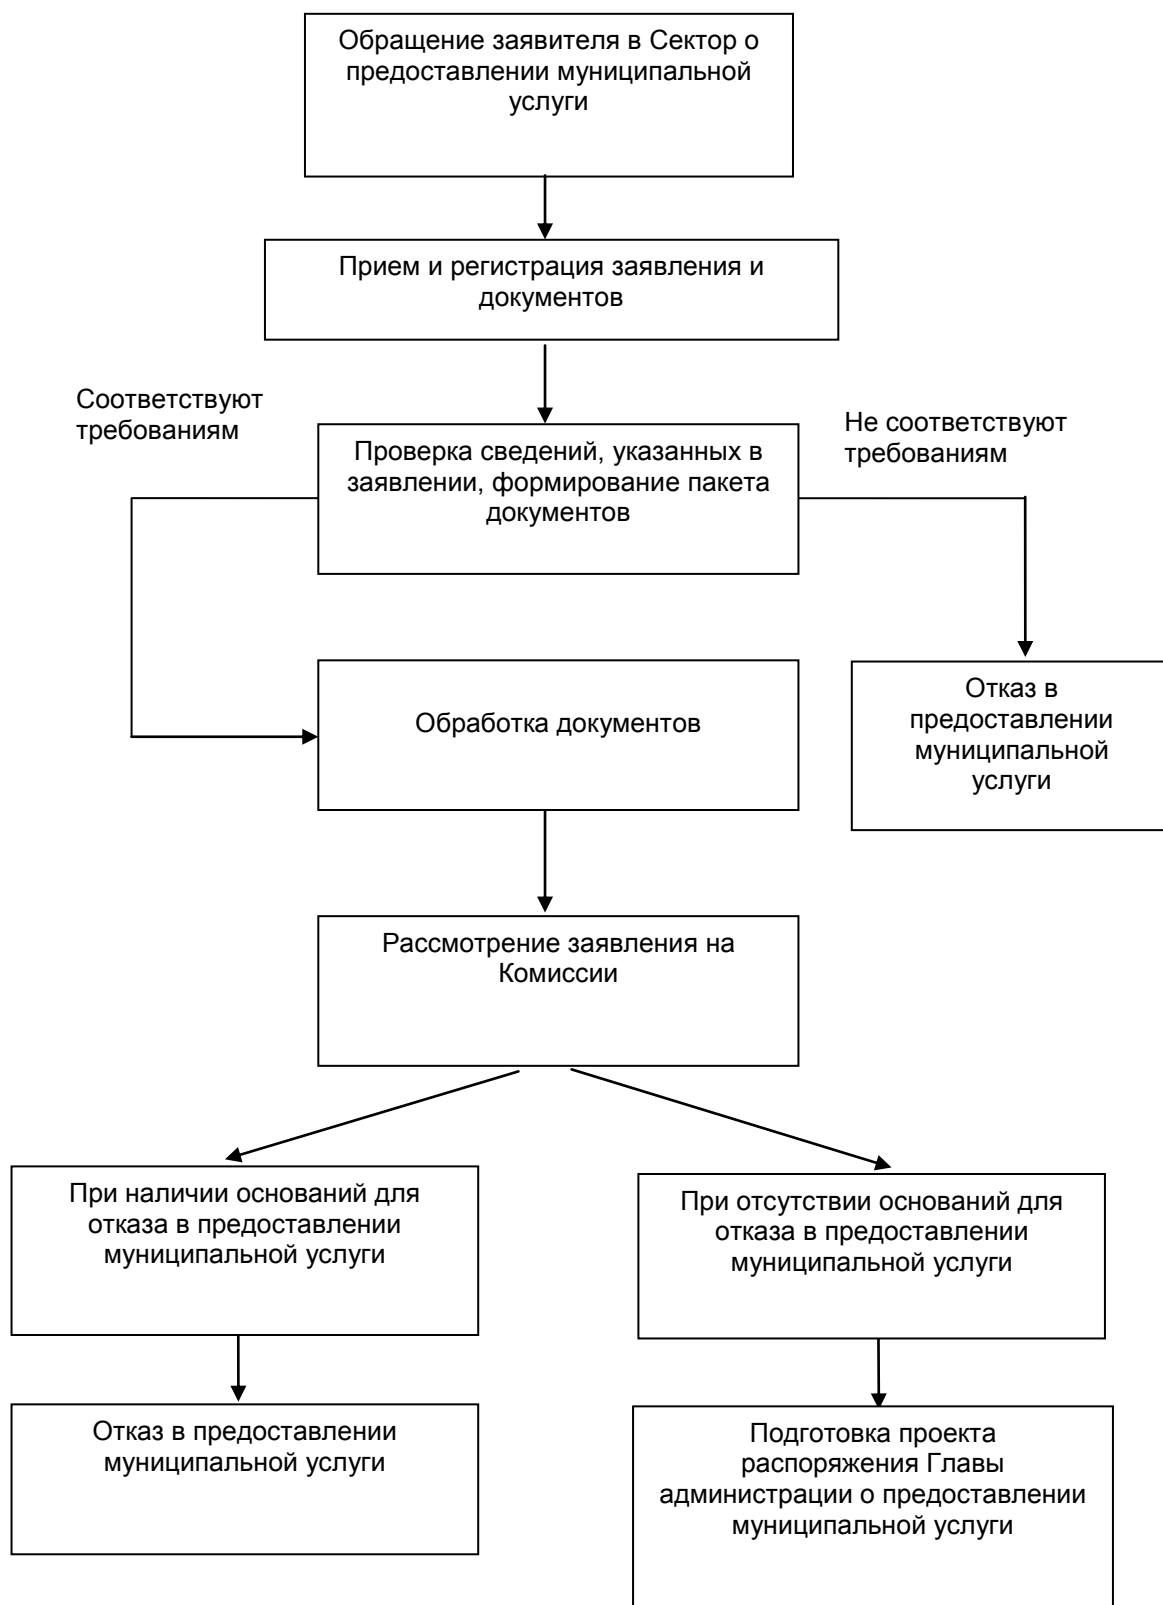 Обращение заявителя в Сектор о
предоставлении муниципальной
услуги
Прием и регистрация заявления и
документов
Соответствуют
требованиям
Не соответствуют
требованиям
Проверка сведений, указанных в
заявлении, формирование пакета
документов
Обработка документов
Отказ в
предоставлении
муниципальной
услуги
Рассмотрение заявления на
Комиссии
При наличии оснований для
отказа в предоставлении
муниципальной услуги
При отсутствии оснований для
отказа в предоставлении
муниципальной услуги
Отказ в предоставлении
муниципальной услуги
Подготовка проекта
распоряжения Главы
администрации о предоставлении
муниципальной услуги